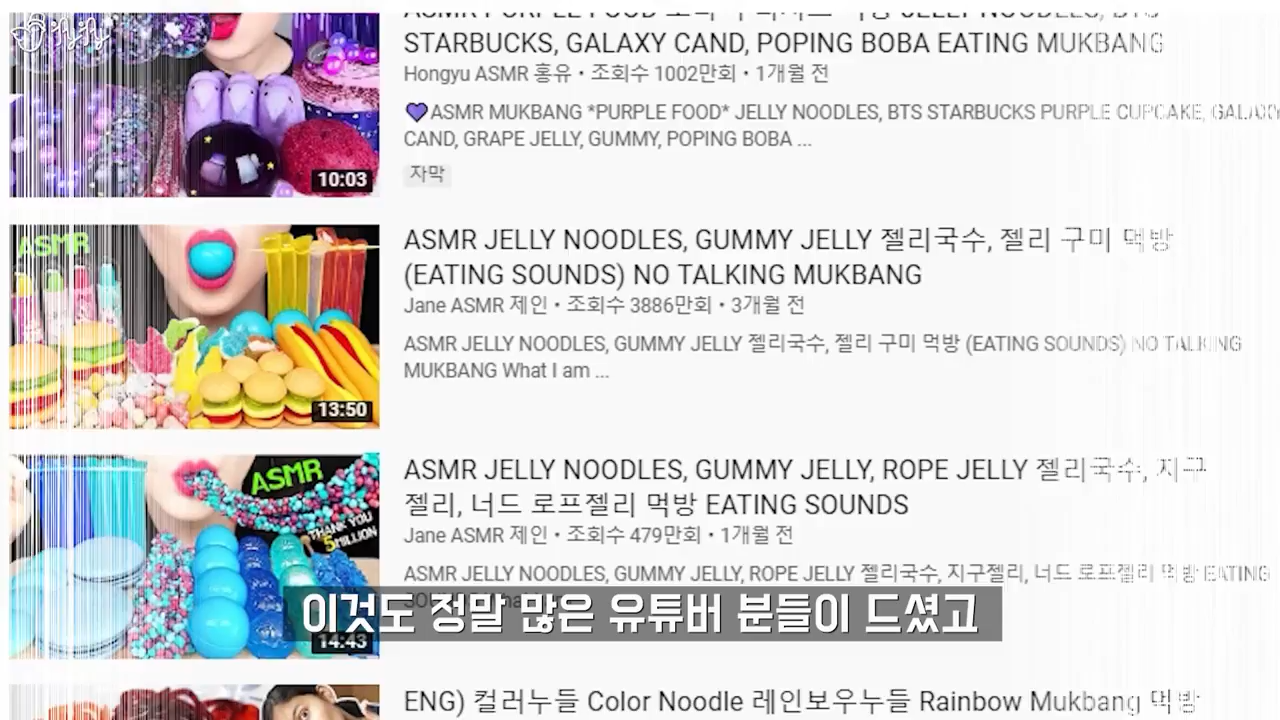 STARBUCKS, GALAXY CAND, POPING BOBA EATING MUKBANG
Hongyu ASMR 홍유 • 조회수 1002만회 • 1개월 전
💜ASMR MUKBANG *PURPLE FOOD* JELLY NOODLES, BTS STARBUCKS PURPLE CUPCAKE, GALAXY
CAND, GRAPE JELLY, GUMMY, POPING BOBA ...
자막
10:03
ASMR
ASMR JELLY NOODLES, GUMMY JELLY 젤리국수, 젤리 구미 먹방
(EATING SOUNDS) NO TALKING MUKBANG
Jane ASMR 제인 • 조회수 3886만회 • 3개월 전
ASMR JELLY NOODLES, GUMMY JELLY 젤리국수, 젤리 구미 먹방 (EATING SOUNDS) NO TALKING
MUKBANG What I am ...
13:50
ASMR
THANK YOU
5 MILLION
ASMR JELLY NOODLES, GUMMY JELLY, ROPE JELLY 젤리국수, 지구
젤리, 너드 로프젤리 먹방 EATING SOUNDS
Jane ASMR 제인 • 조회수 479만회 • 1개월 전
ASMR JELLY NOODLES, GUMMY JELLY, ROPE JELLY 젤리국수, 지구젤리, 너드 로프젤리 먹방 EATING
이것도 정말 많은 유튜버 분들이 드셨고
14:43
ENG) 컬러누들 Color Noodle 레인보우누들 Rainbow Mukbang 먹방